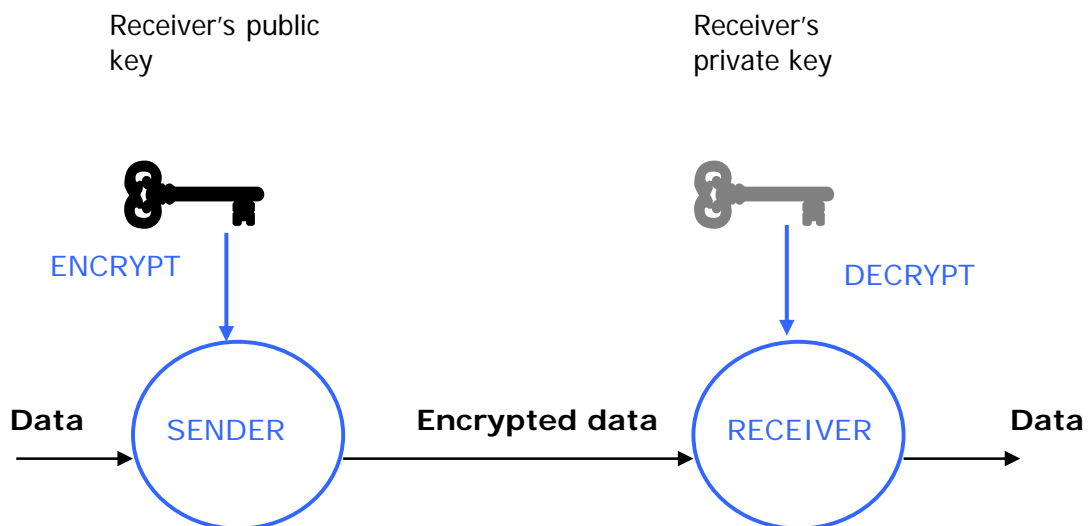 Receiver's public
key
Receiver's
private key
ENCRYPT
DECRYPT
Data
SENDER
Encrypted data
RECEIVER
Data